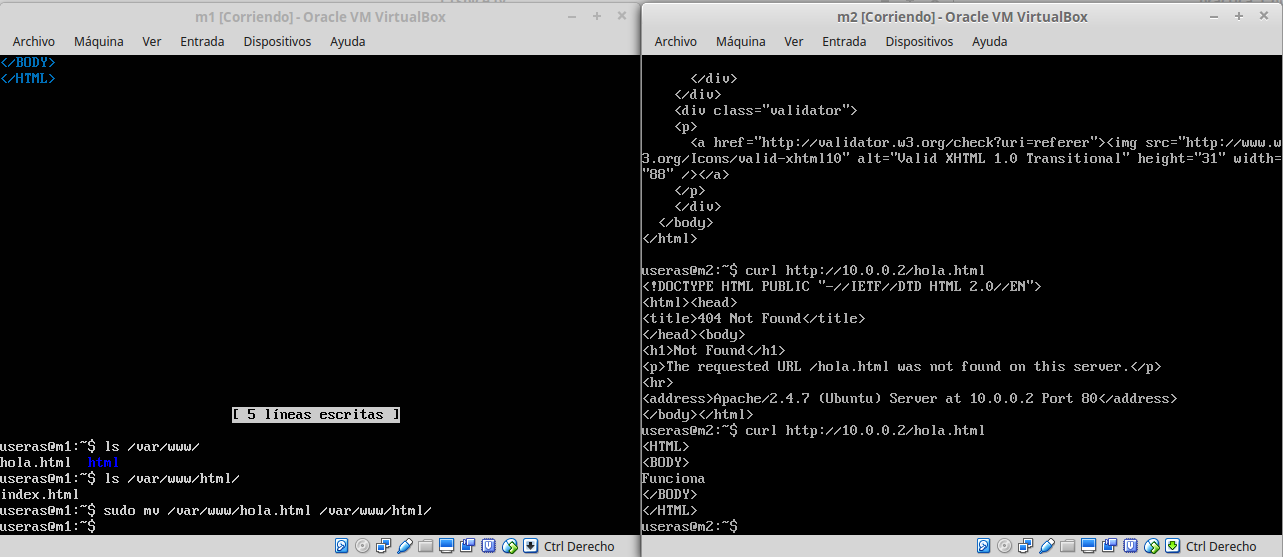 m1 [Corriendo] - Oracle VM VirtualBox
Archivo Máquina Ver Entrada Dispositivos Ayuda
</BODY>
</HTML>
[ 5 líneas escritas ]
useras@m1:~$ ls /var/www/
hola.html html
useras@m1:~$ ls /var/www/html/
index.html
useras@m1:~$ sudo mv /var/www/hola.html /var/www/html/
useras@m1:~$
Ctrl Derecho
m2 [Corriendo] - Oracle VM VirtualBox
Archivo Máquina Ver Entrada Dispositivos Ayuda
</div>
</div>
<div class="validator">
<p>
<a href="http://validator.w3.org/check?uri=referer"><img src="http://www.w
3.org/Icons/valid-xhtml10" alt="Valid XHTML 1.0 Transitional" height="31" width=
"88" /></a>
</p>
</div>
</body>
</html>
useras@m2:~$ curl http://10.0.0.2/hola.html
<!DOCTYPE HTML PUBLIC "-//IETF//DTD HTML 2.0//EN">
<html><head>
<title>404 Not Found</title>
</head><body>
<h1>Not Found</h1>
<p>The requested URL /hola.html was not found on this server.</p>
<hr>
<address>Apache/2.4.7 (Ubuntu) Server at 10.0.0.2 Port 80</address>
</body></html>
useras@m2:~$ curl http://10.0.0.2/hola.html
<HTML>
<BODY>
Funciona
</BODY>
</HTML>
useras@m2:~$
Ctrl Derecho